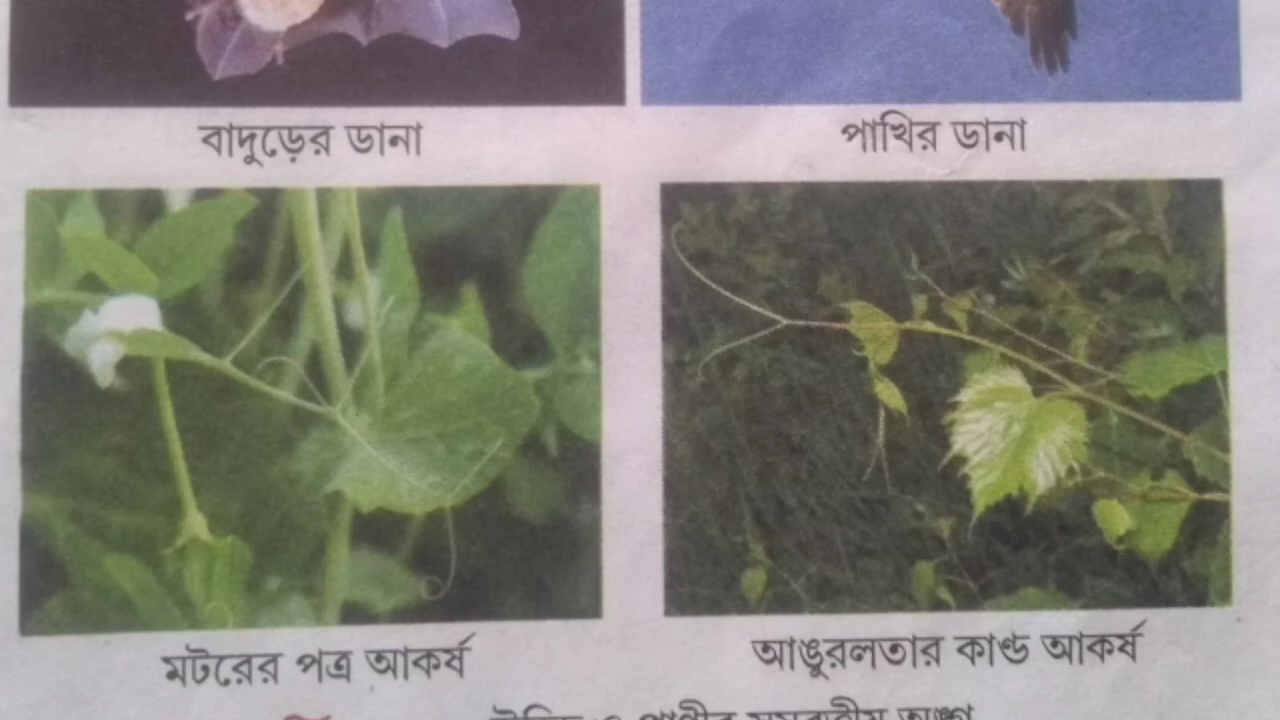 বাদুড়ের ডানা
পাখির ডানা
মটরের পত্র আকর্ষ
আঙুরলতার কাণ্ড আকর্ষ